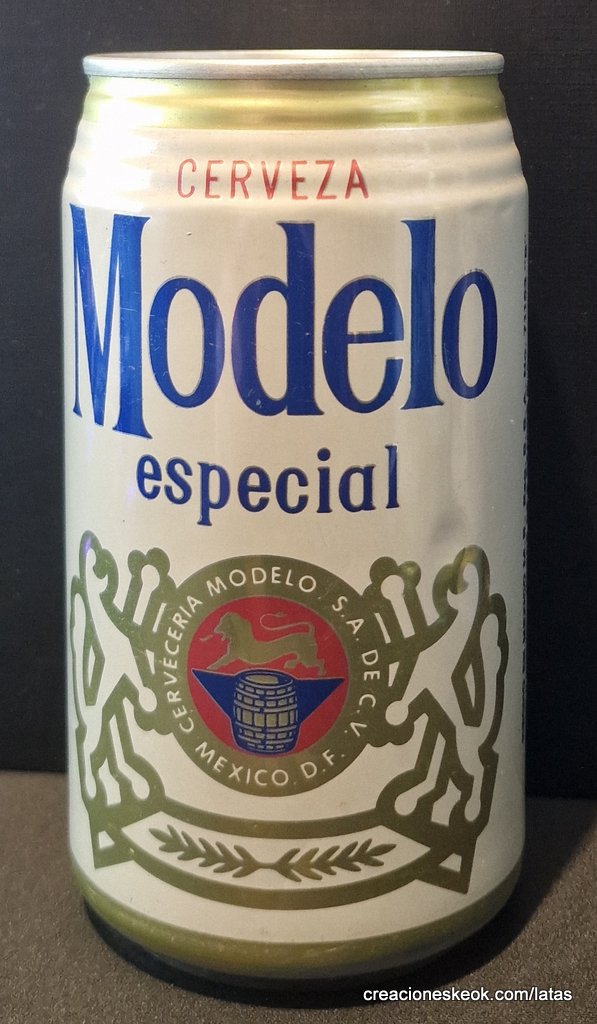 CERVEZA
Modelo
especial
CERVECERIA MODELO, S.A. DE C.V.
MEXICO, D.F.
creacioneskeok.com/latas